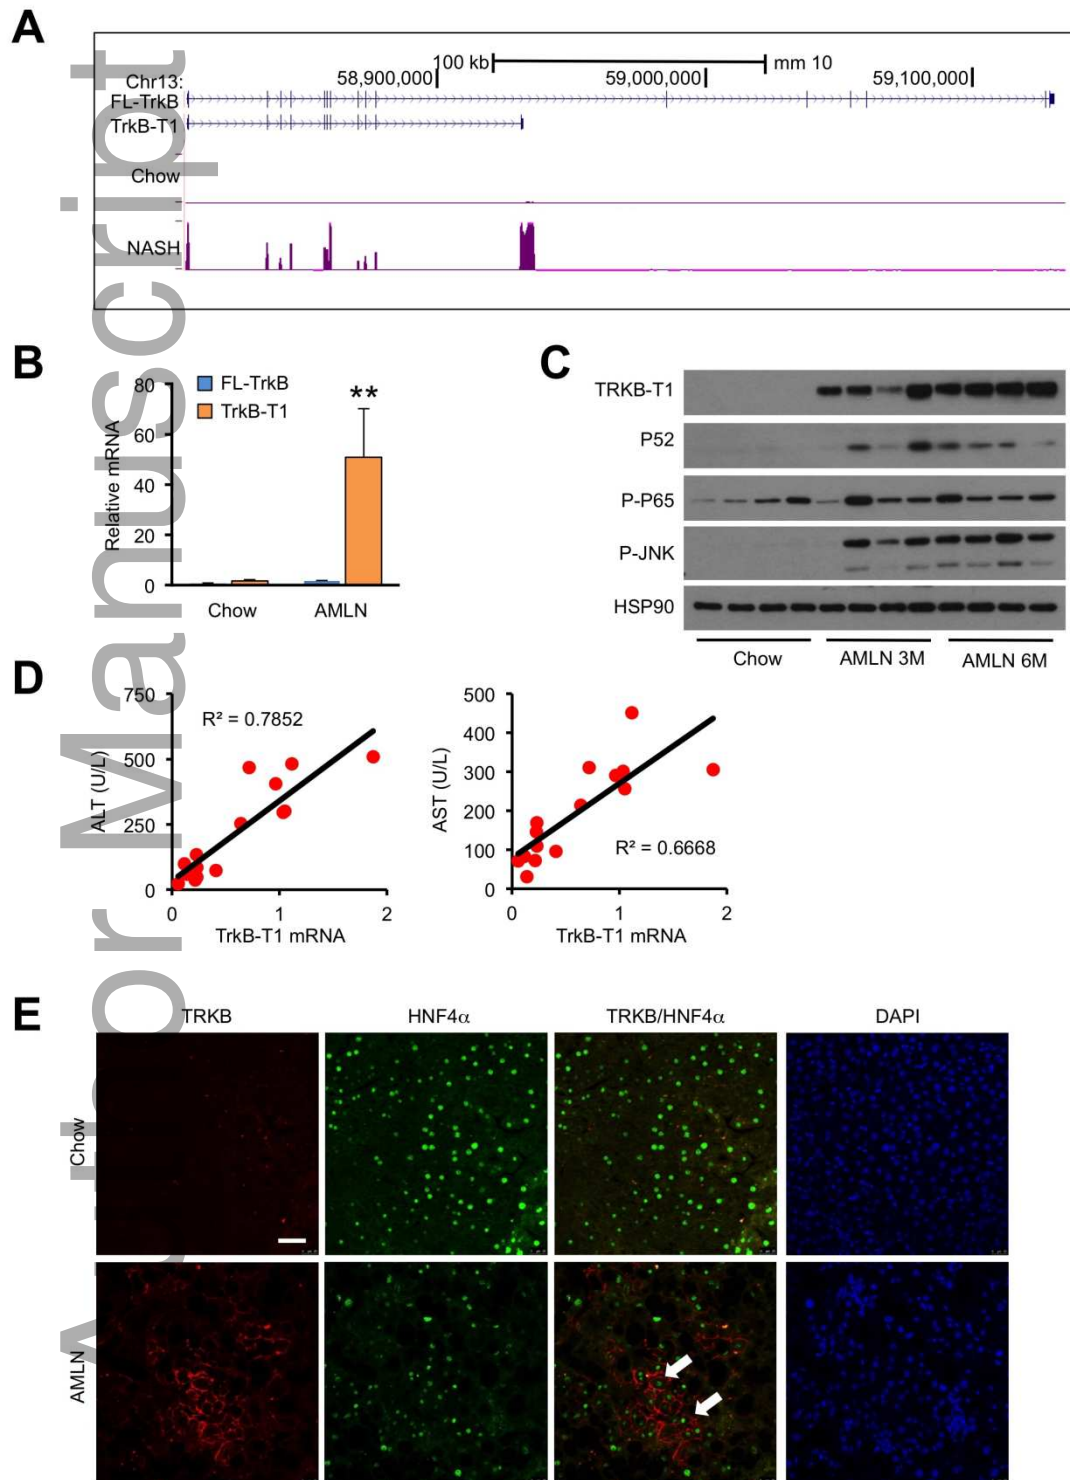 A
100 kb
mm 10
Chr13:
58,900,000
59,000,000
59,100,000
FL-TrkB
TrkB-T1
Chow
NASH
B
FL-TrkB
TrkB-T1
**
Relative mRNA
80
60
40
20
0
Chow
AMLN
C
TRKB-T1
P52
P-P65
P-JNK
HSP90
Chow
AMLN 3M
AMLN 6M
D
ALT (U/L)
750
500
250
0
R² = 0.7852
0
1
2
TrkB-T1 mRNA
AST (U/L)
500
400
300
200
100
0
R² = 0.6668
0
1
2
TrkB-T1 mRNA
E
TRKB
HNF4α
TRKB/HNF4α
DAPI
Chow
AMLN
Author Manuscript